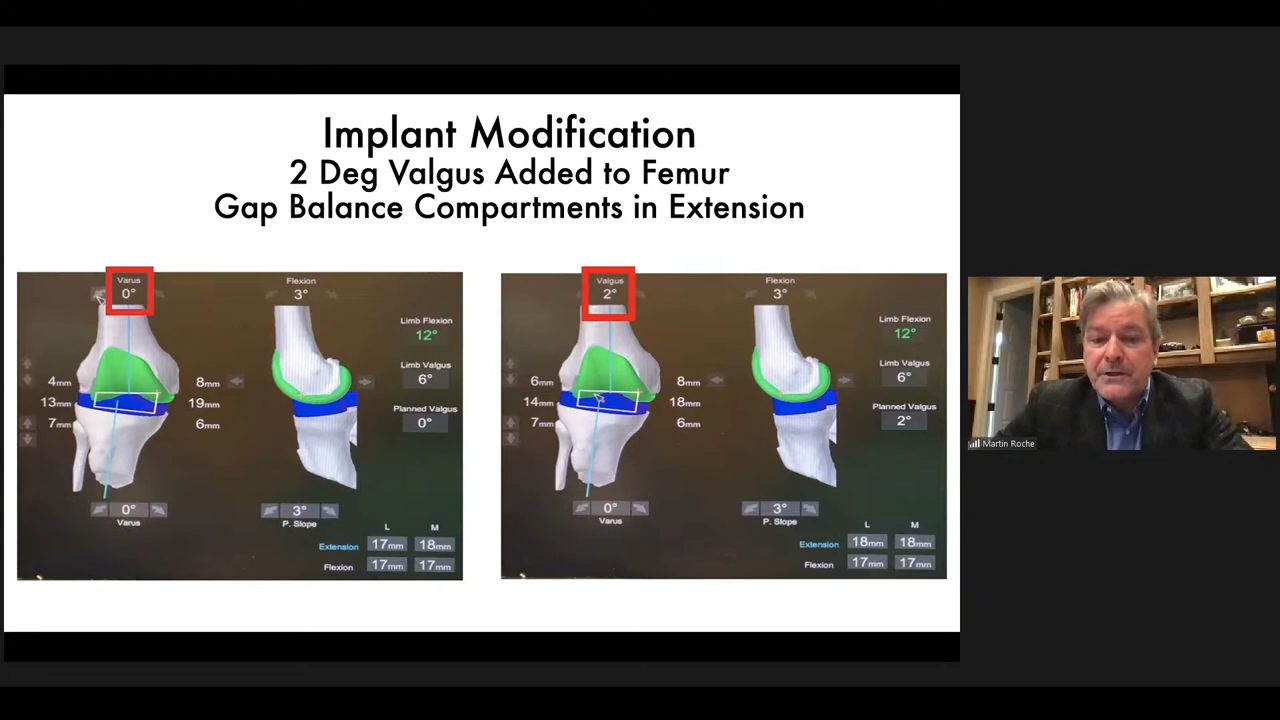 Implant Modification
2 Deg Valgus Added to Femur
Gap Balance Compartments in Extension
Varus
0°
Flexion
3°
Limb Flexion
12°
Limb Valgus
6°
Planned Valgus
0°
4mm
13mm
7mm
8mm
19mm
6mm
0°
Varus
3°
P. Slope
L M
Extension 17mm 18mm
Flexion 17mm 17mm
Valgus
2°
Flexion
3°
Limb Flexion
12°
Limb Valgus
6°
Planned Valgus
2°
6mm
14mm
7mm
8mm
18mm
6mm
0°
Varus
3°
P. Slope
L M
Extension 18mm 18mm
Flexion 17mm 17mm
Martin Roche